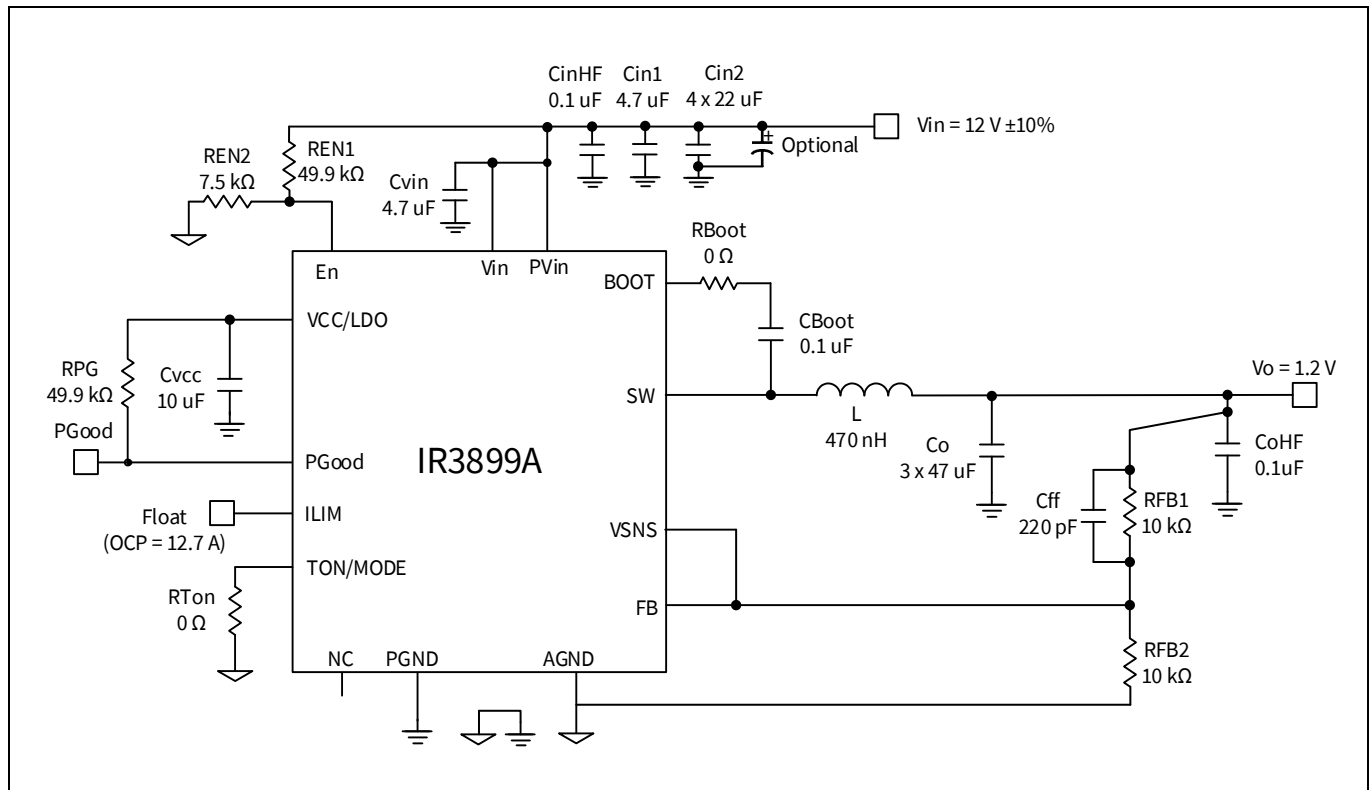 CinHF
0.1 uF
Cin1
4.7 uF
Cin2
4 x 22 uF
Vin = 12 V ±10%
+
Optional
REN2
7.5 kΩ
REN1
49.9 kΩ
Cvin
4.7 uF
RBoot
0 Ω
En
Vin
PVin
BOOT
VCC/LDO
CBoot
0.1 uF
RPG
49.9 kΩ
Cvcc
10 uF
Vo = 1.2 V
SW
L
470 nH
Co
3 x 47 uF
CoHF
0.1uF
PGood
PGood
IR3899A
Cff
220 pF
RFB1
10 kΩ
Float
(OCP = 12.7 A)
ILIM
VSNS
TON/MODE
RTon
0 Ω
FB
NC
PGND
AGND
RFB2
10 kΩ